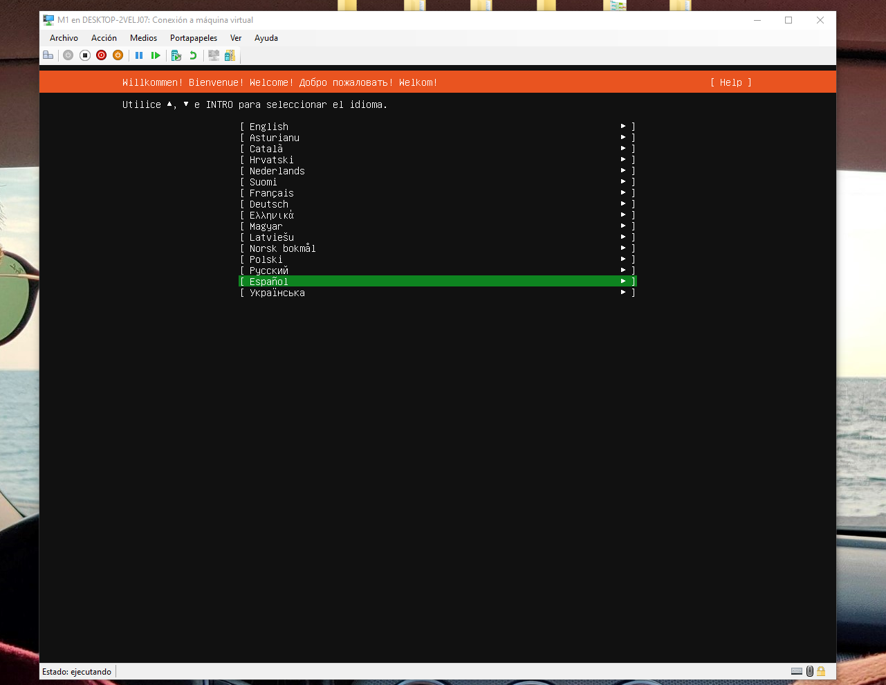 M1 en DESKTOP-2VELJ07: Conexión a máquina virtual
Archivo Acción Medios Portapapeles Ver Ayuda
Willkommen! Bienvenue! Welcome! Добро пожаловать! Welkom! [ Help ]
Utilice ▲, ▼ e INTRO para seleccionar el idioma.
[ English ► ]
[ Asturianu ► ]
[ Català ► ]
[ Hrvatski ► ]
[ Nederlands ► ]
[ Suomi ► ]
[ Français ► ]
[ Deutsch ► ]
[ Ελληνικά ► ]
[ Magyar ► ]
[ Latviešu ► ]
[ Norsk bokmål ► ]
[ Polski ► ]
[ Русский ► ]
[ Español ► ]
[ Українська ► ]
Estado: ejecutando